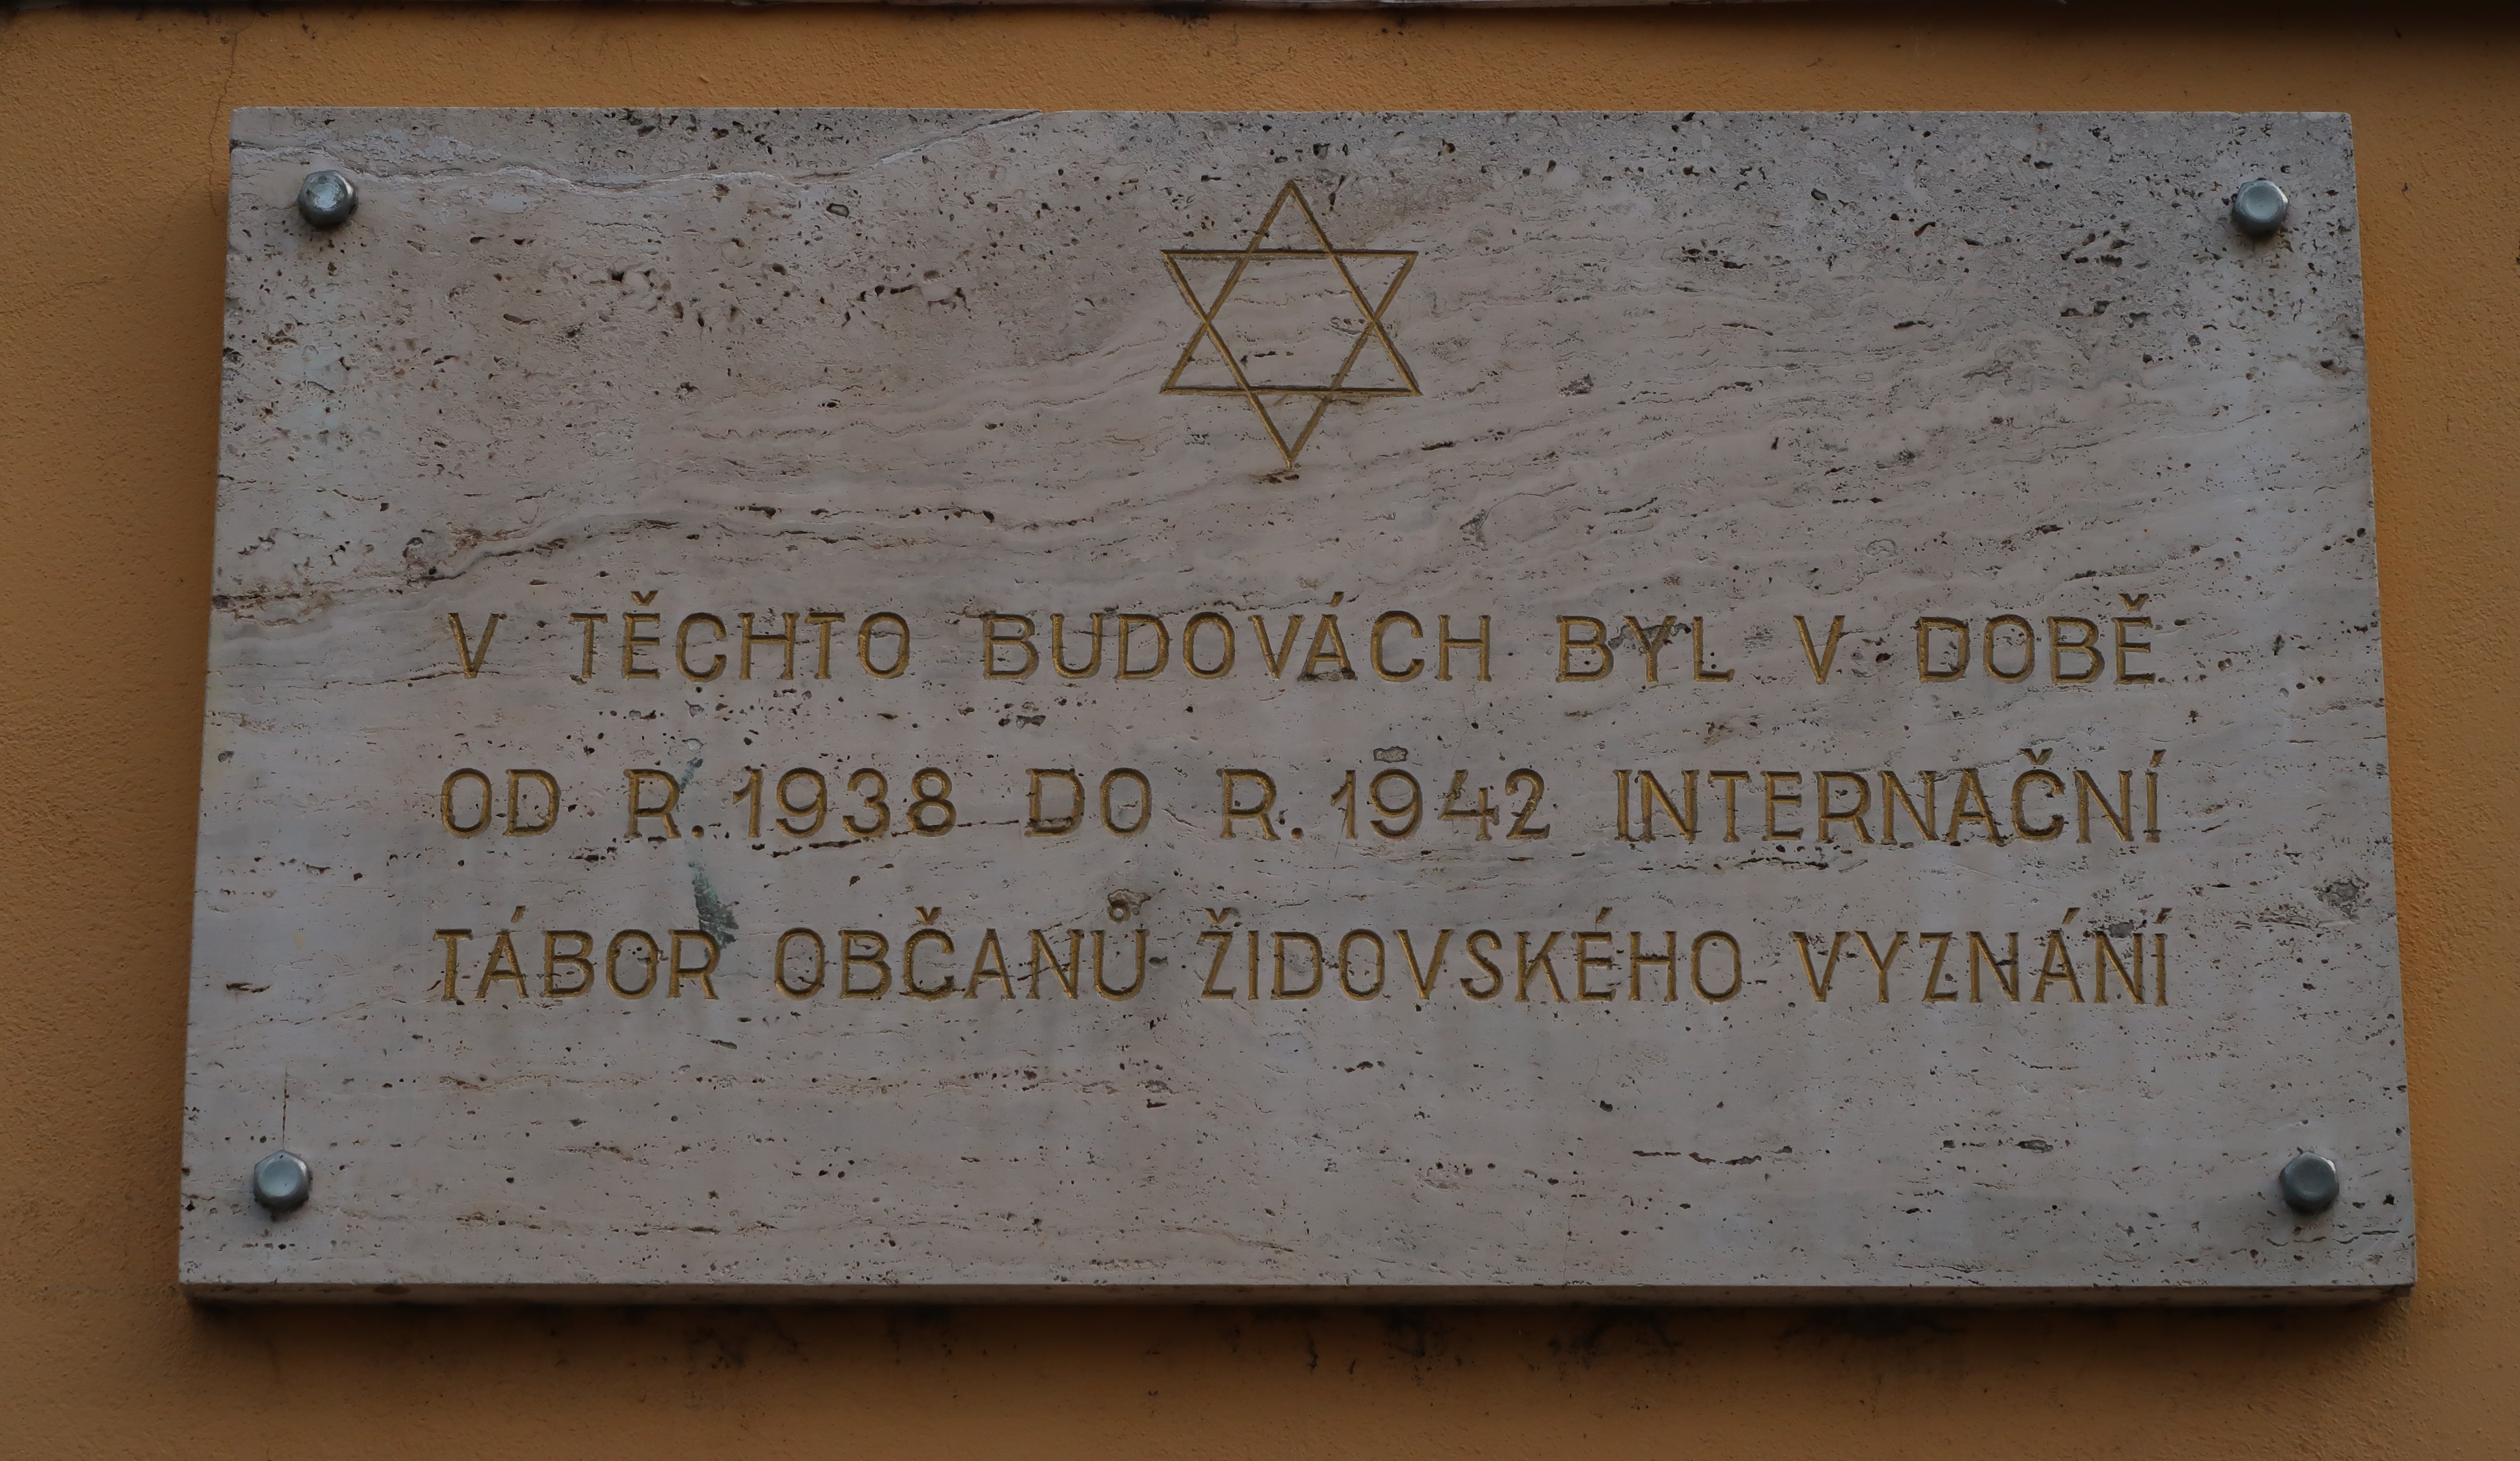 V TĚCHTO BUDOVÁCH BYL V DOBĚ
OD R. 1938 DO R. 1942 INTERNAČNÍ
TÁBOR OBČANŮ ŽIDOVSKÉHO VYZNÁNÍ